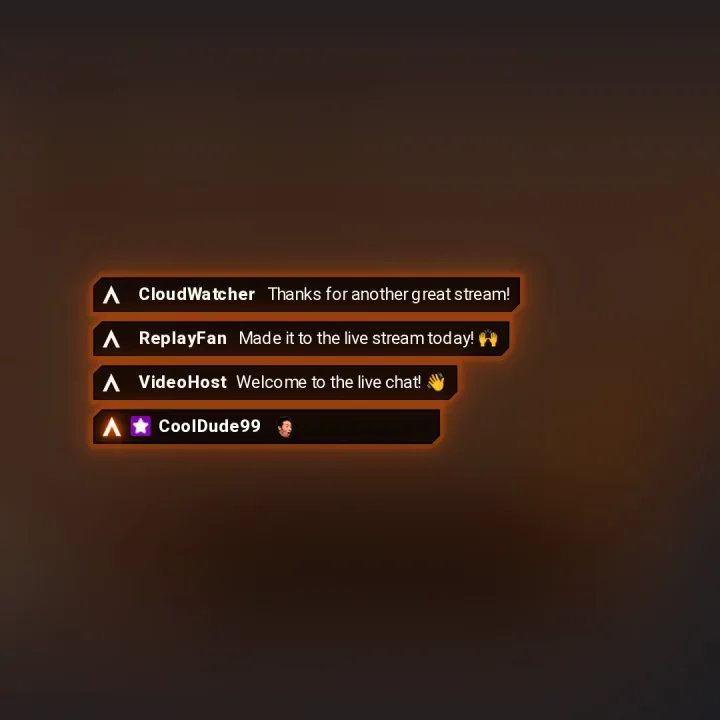 CloudWatcher Thanks for another great stream!
ReplayFan Made it to the live stream today! 🙌
VideoHost Welcome to the live chat! 👋
CoolDude99